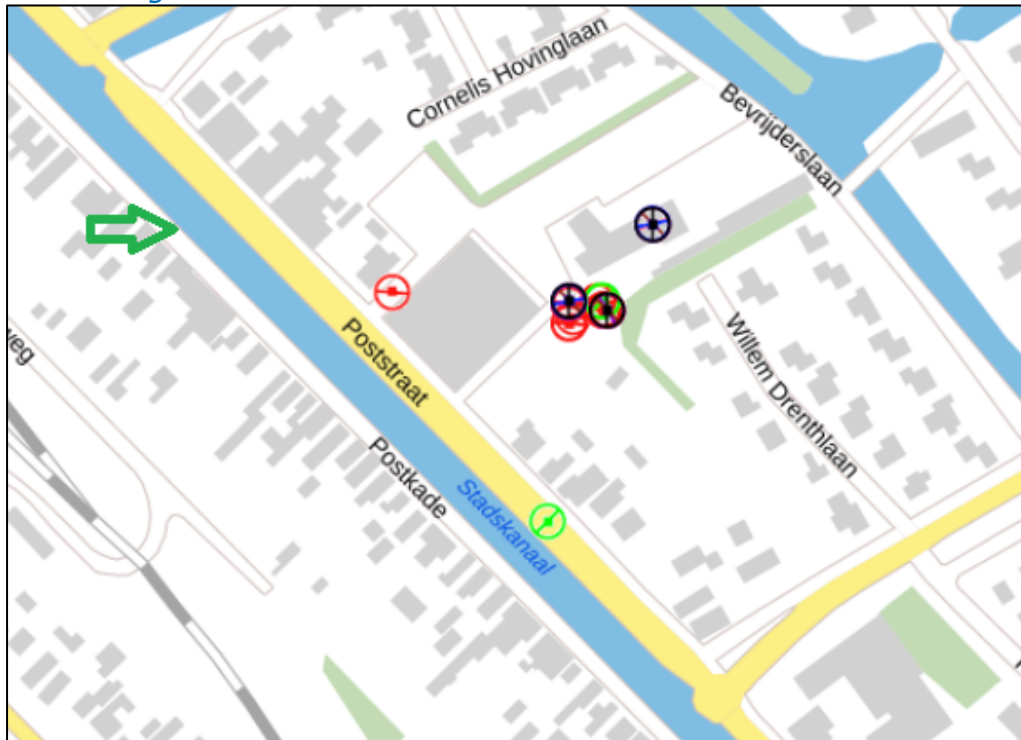 Cornelis Hovinglaan
Bevrijderslaan
weg
Poststraat
Willem Drenthlaan
Postkade
Stadskanaal